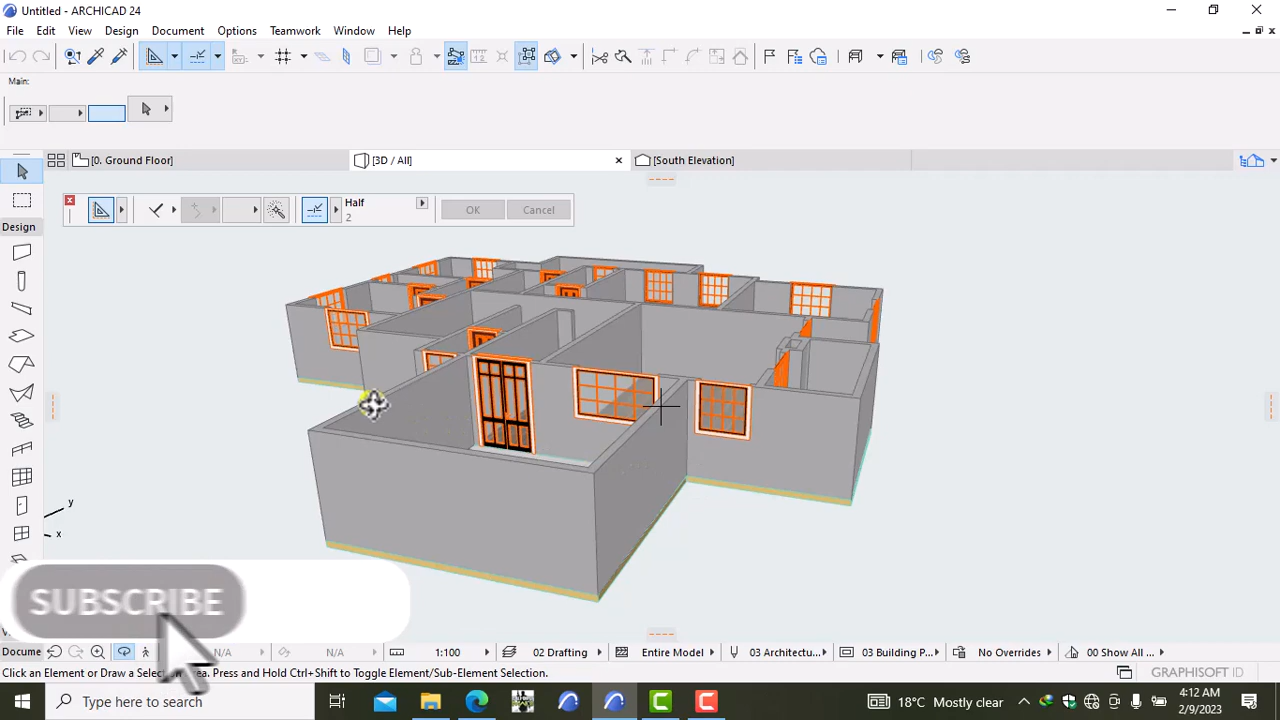 Untitled - ARCHICAD 24
File Edit View Design Document Options Teamwork Window Help
Main:
[0. Ground Floor]
[3D / All]
[South Elevation]
Half
2
OK
Cancel
Design
y
x
SUBSCRIBE
Docume
N/A
N/A
1:100
02 Drafting
Entire Model
03 Architectu...
03 Building P...
No Overrides
00 Show All ...
Click an Element or Draw a Selection Area. Press and Hold Ctrl+Shift to Toggle Element/Sub-Element Selection.
GRAPHISOFT ID
Type here to search
18°C Mostly clear
4:12 AM
2/9/2023